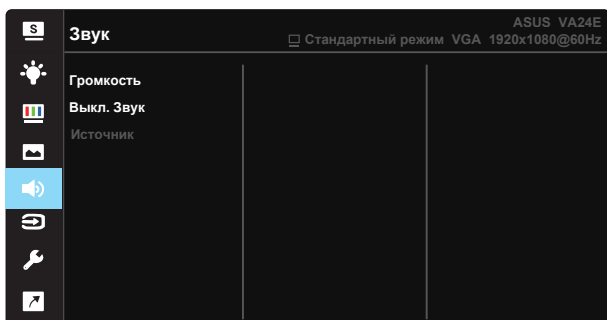 S
ASUS VA24E
Звук
Стандартный режим VGA 1920x1080@60Hz
Громкость
Выкл. Звук
Источник